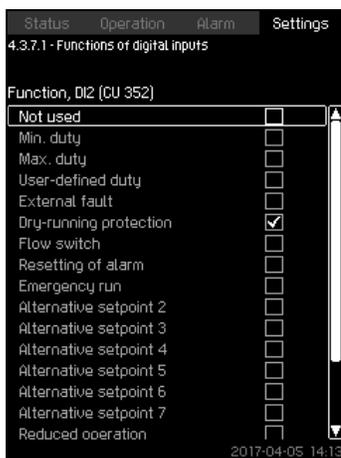 Status Operation Alarm Settings
4.3.7.1 - Functions of digital inputs
Function, DI2 (CU 352)
Not used
Min. duty
Max. duty
User-defined duty
External fault
Dry-running protection
Flow switch
Resetting of alarm
Emergency run
Alternative setpoint 2
Alternative setpoint 3
Alternative setpoint 4
Alternative setpoint 5
Alternative setpoint 6
Alternative setpoint 7
Reduced operation
2017-04-05 14:13